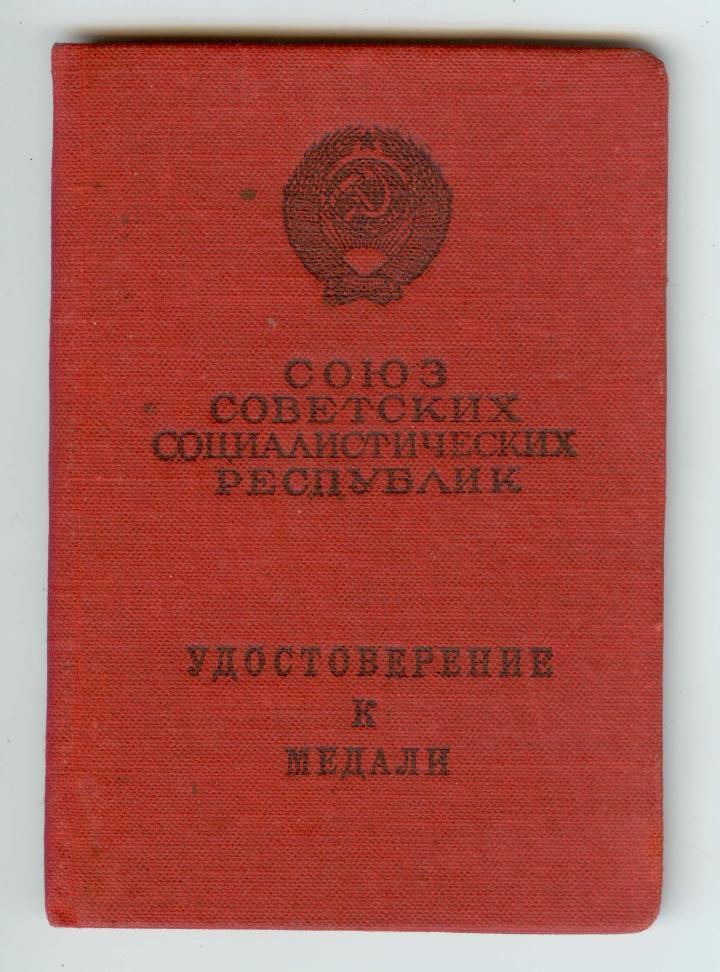 СОЮЗ
СОВЕТСКИХ
СОЦИАЛИСТИЧЕСКИХ
РЕСПУБЛИК
УДОСТОВЕРЕНИЕ
К
МЕДАЛИ